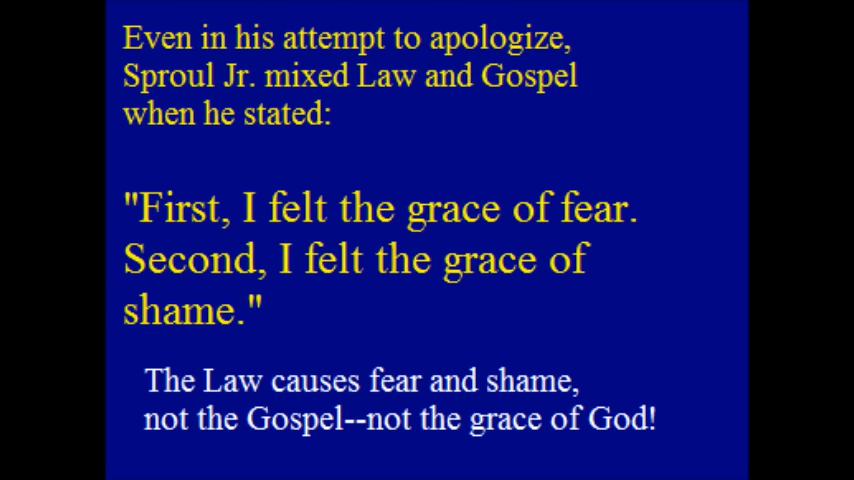 Even in his attempt to apologize,
Sproul Jr. mixed Law and Gospel
when he stated:
"First, I felt the grace of fear.
Second, I felt the grace of
shame."
The Law causes fear and shame,
not the Gospel--not the grace of God!